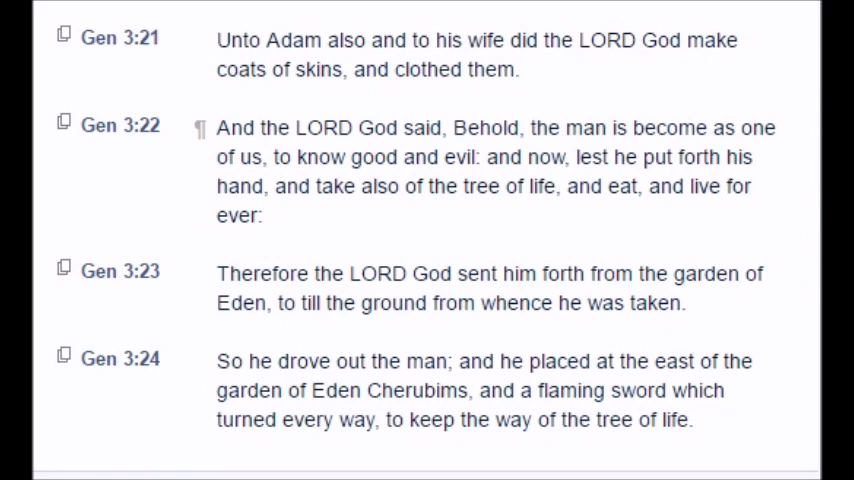 Gen 3:21 Unto Adam also and to his wife did the LORD God make
coats of skins, and clothed them.
Gen 3:22 ¶ And the LORD God said, Behold, the man is become as one
of us, to know good and evil: and now, lest he put forth his
hand, and take also of the tree of life, and eat, and live for
ever:
Gen 3:23 Therefore the LORD God sent him forth from the garden of
Eden, to till the ground from whence he was taken.
Gen 3:24 So he drove out the man; and he placed at the east of the
garden of Eden Cherubims, and a flaming sword which
turned every way, to keep the way of the tree of life.